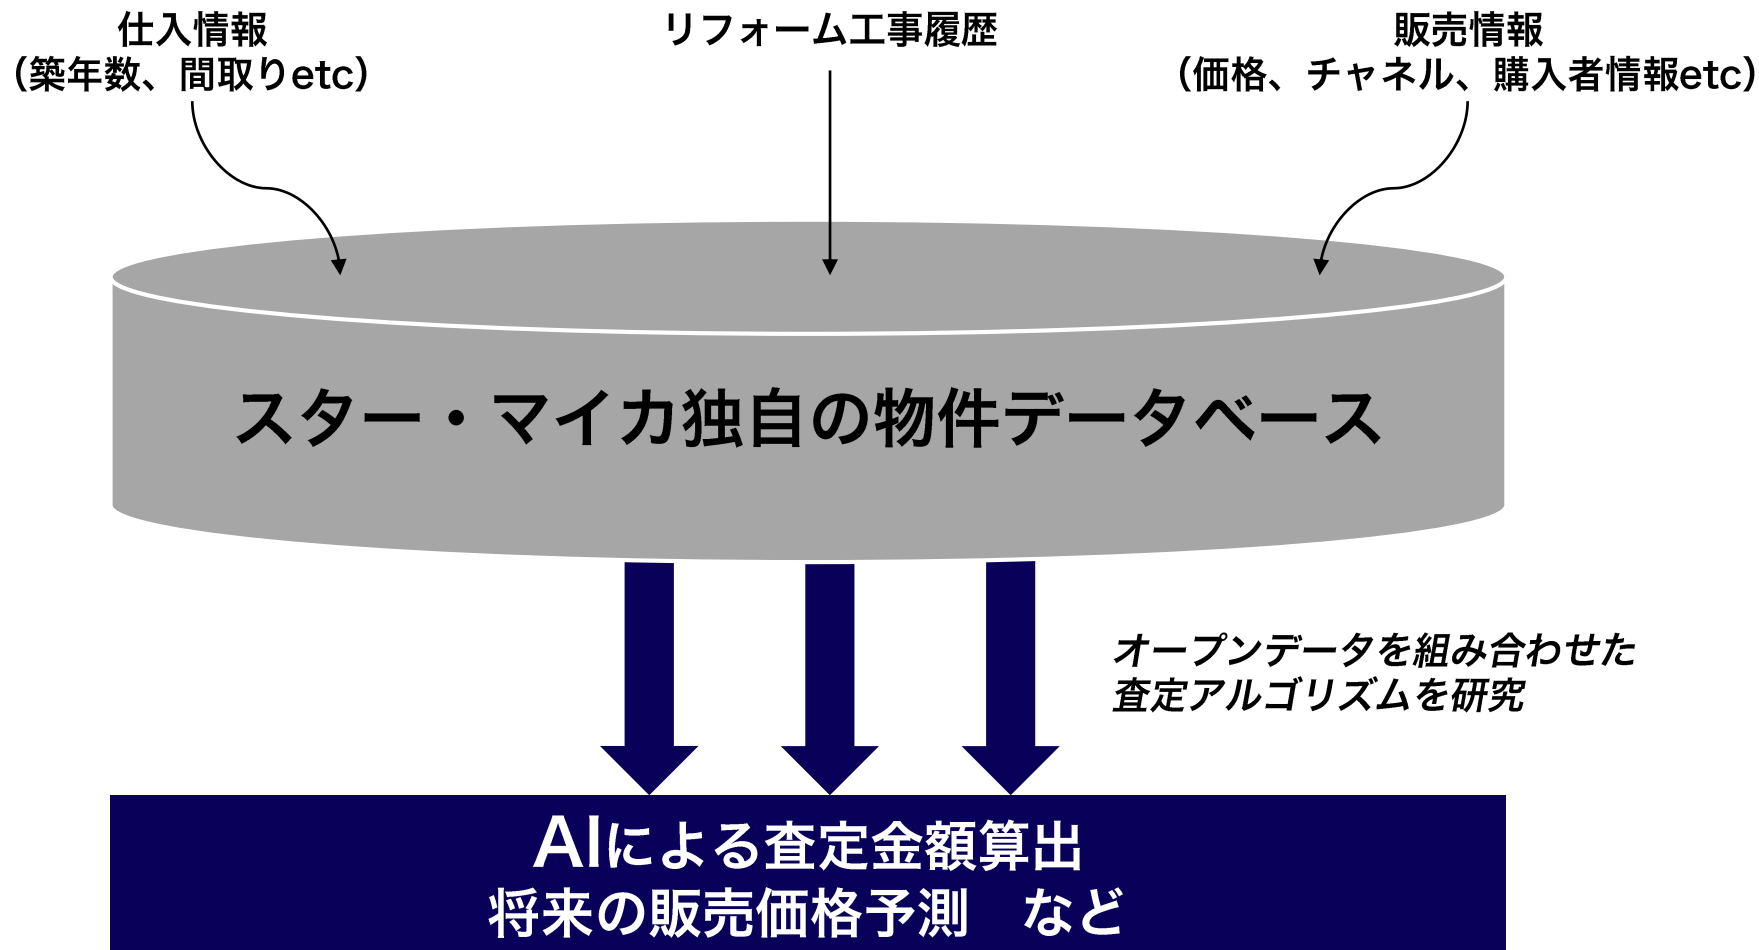 仕入情報
（築年数、間取りetc）
リフォーム工事履歴
販売情報
（価格、チャネル、購入者情報etc）
スター・マイカ独自の物件データベース
オープンデータを組み合わせた
査定アルゴリズムを研究
AIによる査定金額算出
将来の販売価格予測　など